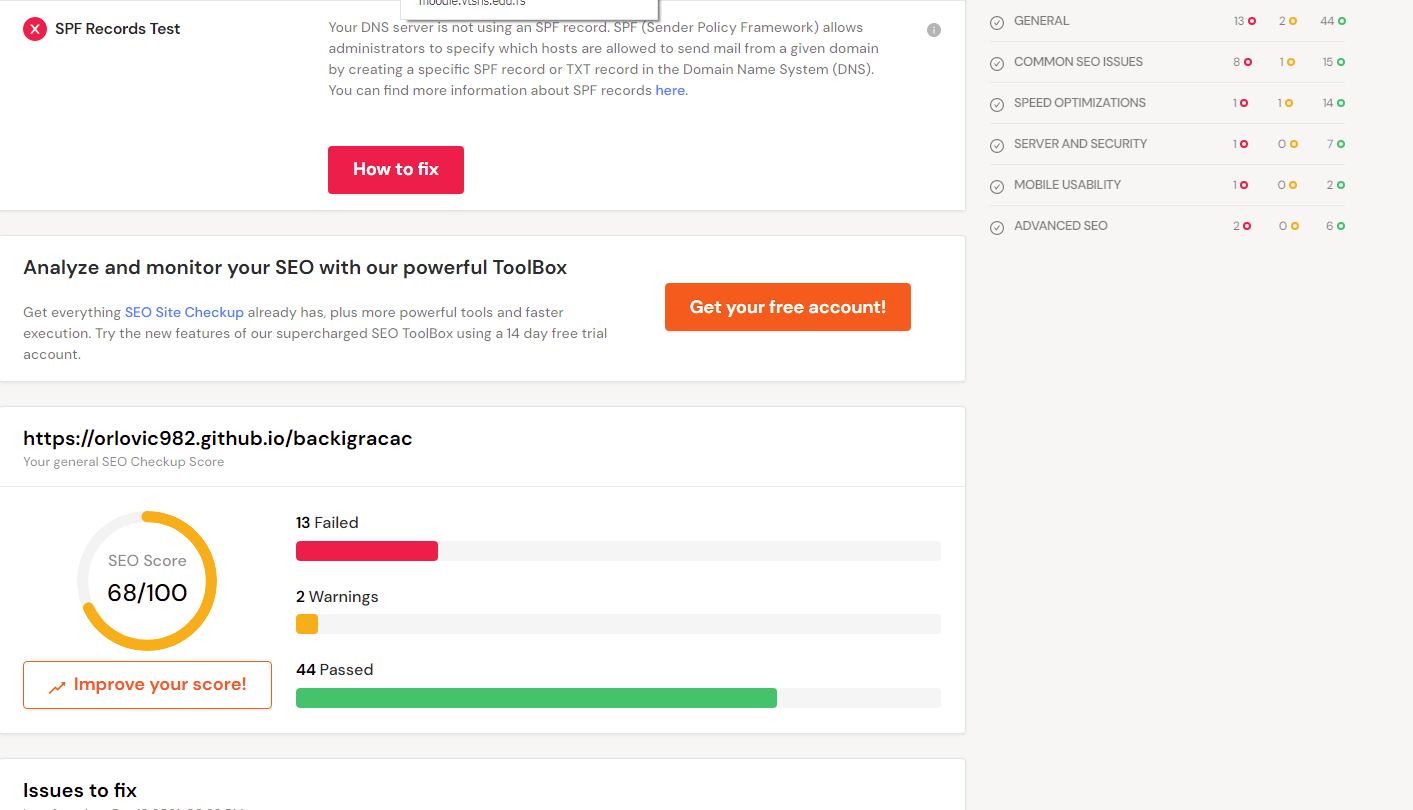 moodle.vtsns.edu.rs
SPF Records Test
Your DNS server is not using an SPF record. SPF (Sender Policy Framework) allows
administrators to specify which hosts are allowed to send mail from a given domain
by creating a specific SPF record or TXT record in the Domain Name System (DNS).
You can find more information about SPF records here.
How to fix
Analyze and monitor your SEO with our powerful ToolBox
Get everything SEO Site Checkup already has, plus more powerful tools and faster
execution. Try the new features of our supercharged SEO ToolBox using a 14 day free trial
account.
Get your free account!
https://orlovic982.github.io/backigracac
Your general SEO Checkup Score
SEO Score
68/100
Improve your score!
13 Failed
2 Warnings
44 Passed
Issues to fix
GENERAL 13 2 44
COMMON SEO ISSUES 8 1 15
SPEED OPTIMIZATIONS 1 1 14
SERVER AND SECURITY 1 0 7
MOBILE USABILITY 1 0 2
ADVANCED SEO 2 0 6